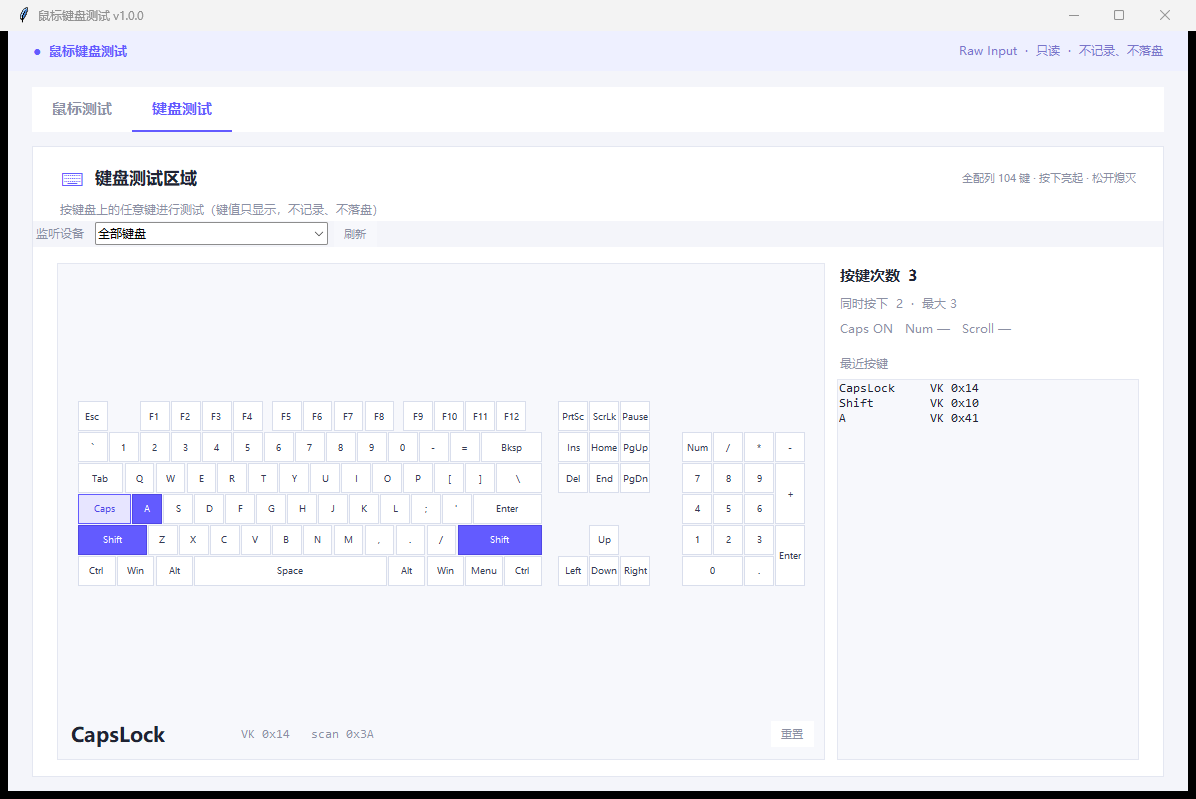 鼠标键盘测试 v1.0.0
● 鼠标键盘测试 Raw Input · 只读 · 不记录、不落盘
鼠标测试 键盘测试
键盘测试区域 全配列 104 键 · 按下亮起 · 松开熄灭
按键盘上的任意键进行测试（键值只显示，不记录、不落盘）
监听设备 全部键盘 刷新
按键次数 3
同时按下 2 · 最大 3
Caps ON Num — Scroll —
最近按键
CapsLock VK 0x14
Shift VK 0x10
A VK 0x41
Esc F1 F2 F3 F4 F5 F6 F7 F8 F9 F10 F11 F12 PrtSc ScrLk Pause
` 1 2 3 4 5 6 7 8 9 0 - = Bksp Ins Home PgUp Num / * -
Tab Q W E R T Y U I O P [ ] \ Del End PgDn 7 8 9 +
Caps A S D F G H J K L ; ' Enter 4 5 6
Shift Z X C V B N M , . / Shift Up 1 2 3 Enter
Ctrl Win Alt Space Alt Win Menu Ctrl Left Down Right 0 .
CapsLock VK 0x14 scan 0x3A 重置